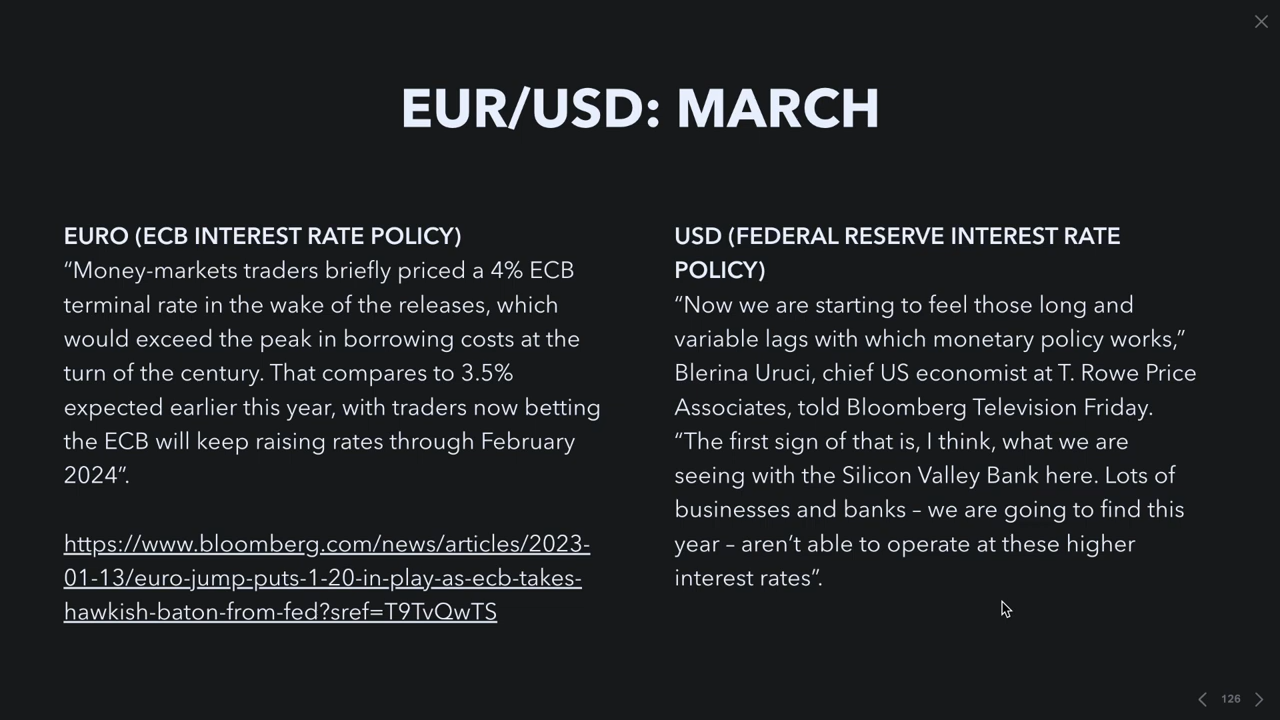 EUR/USD: MARCH
EURO (ECB INTEREST RATE POLICY)
“Money-markets traders briefly priced a 4% ECB
terminal rate in the wake of the releases, which
would exceed the peak in borrowing costs at the
turn of the century. That compares to 3.5%
expected earlier this year, with traders now betting
the ECB will keep raising rates through February
2024”.
https://www.bloomberg.com/news/articles/2023-
01-13/euro-jump-puts-1-20-in-play-as-ecb-takes-
hawkish-baton-from-fed?sref=T9TvQwTS
USD (FEDERAL RESERVE INTEREST RATE
POLICY)
“Now we are starting to feel those long and
variable lags with which monetary policy works,”
Blerina Uruci, chief US economist at T. Rowe Price
Associates, told Bloomberg Television Friday.
“The first sign of that is, I think, what we are
seeing with the Silicon Valley Bank here. Lots of
businesses and banks – we are going to find this
year – aren’t able to operate at these higher
interest rates”.
126